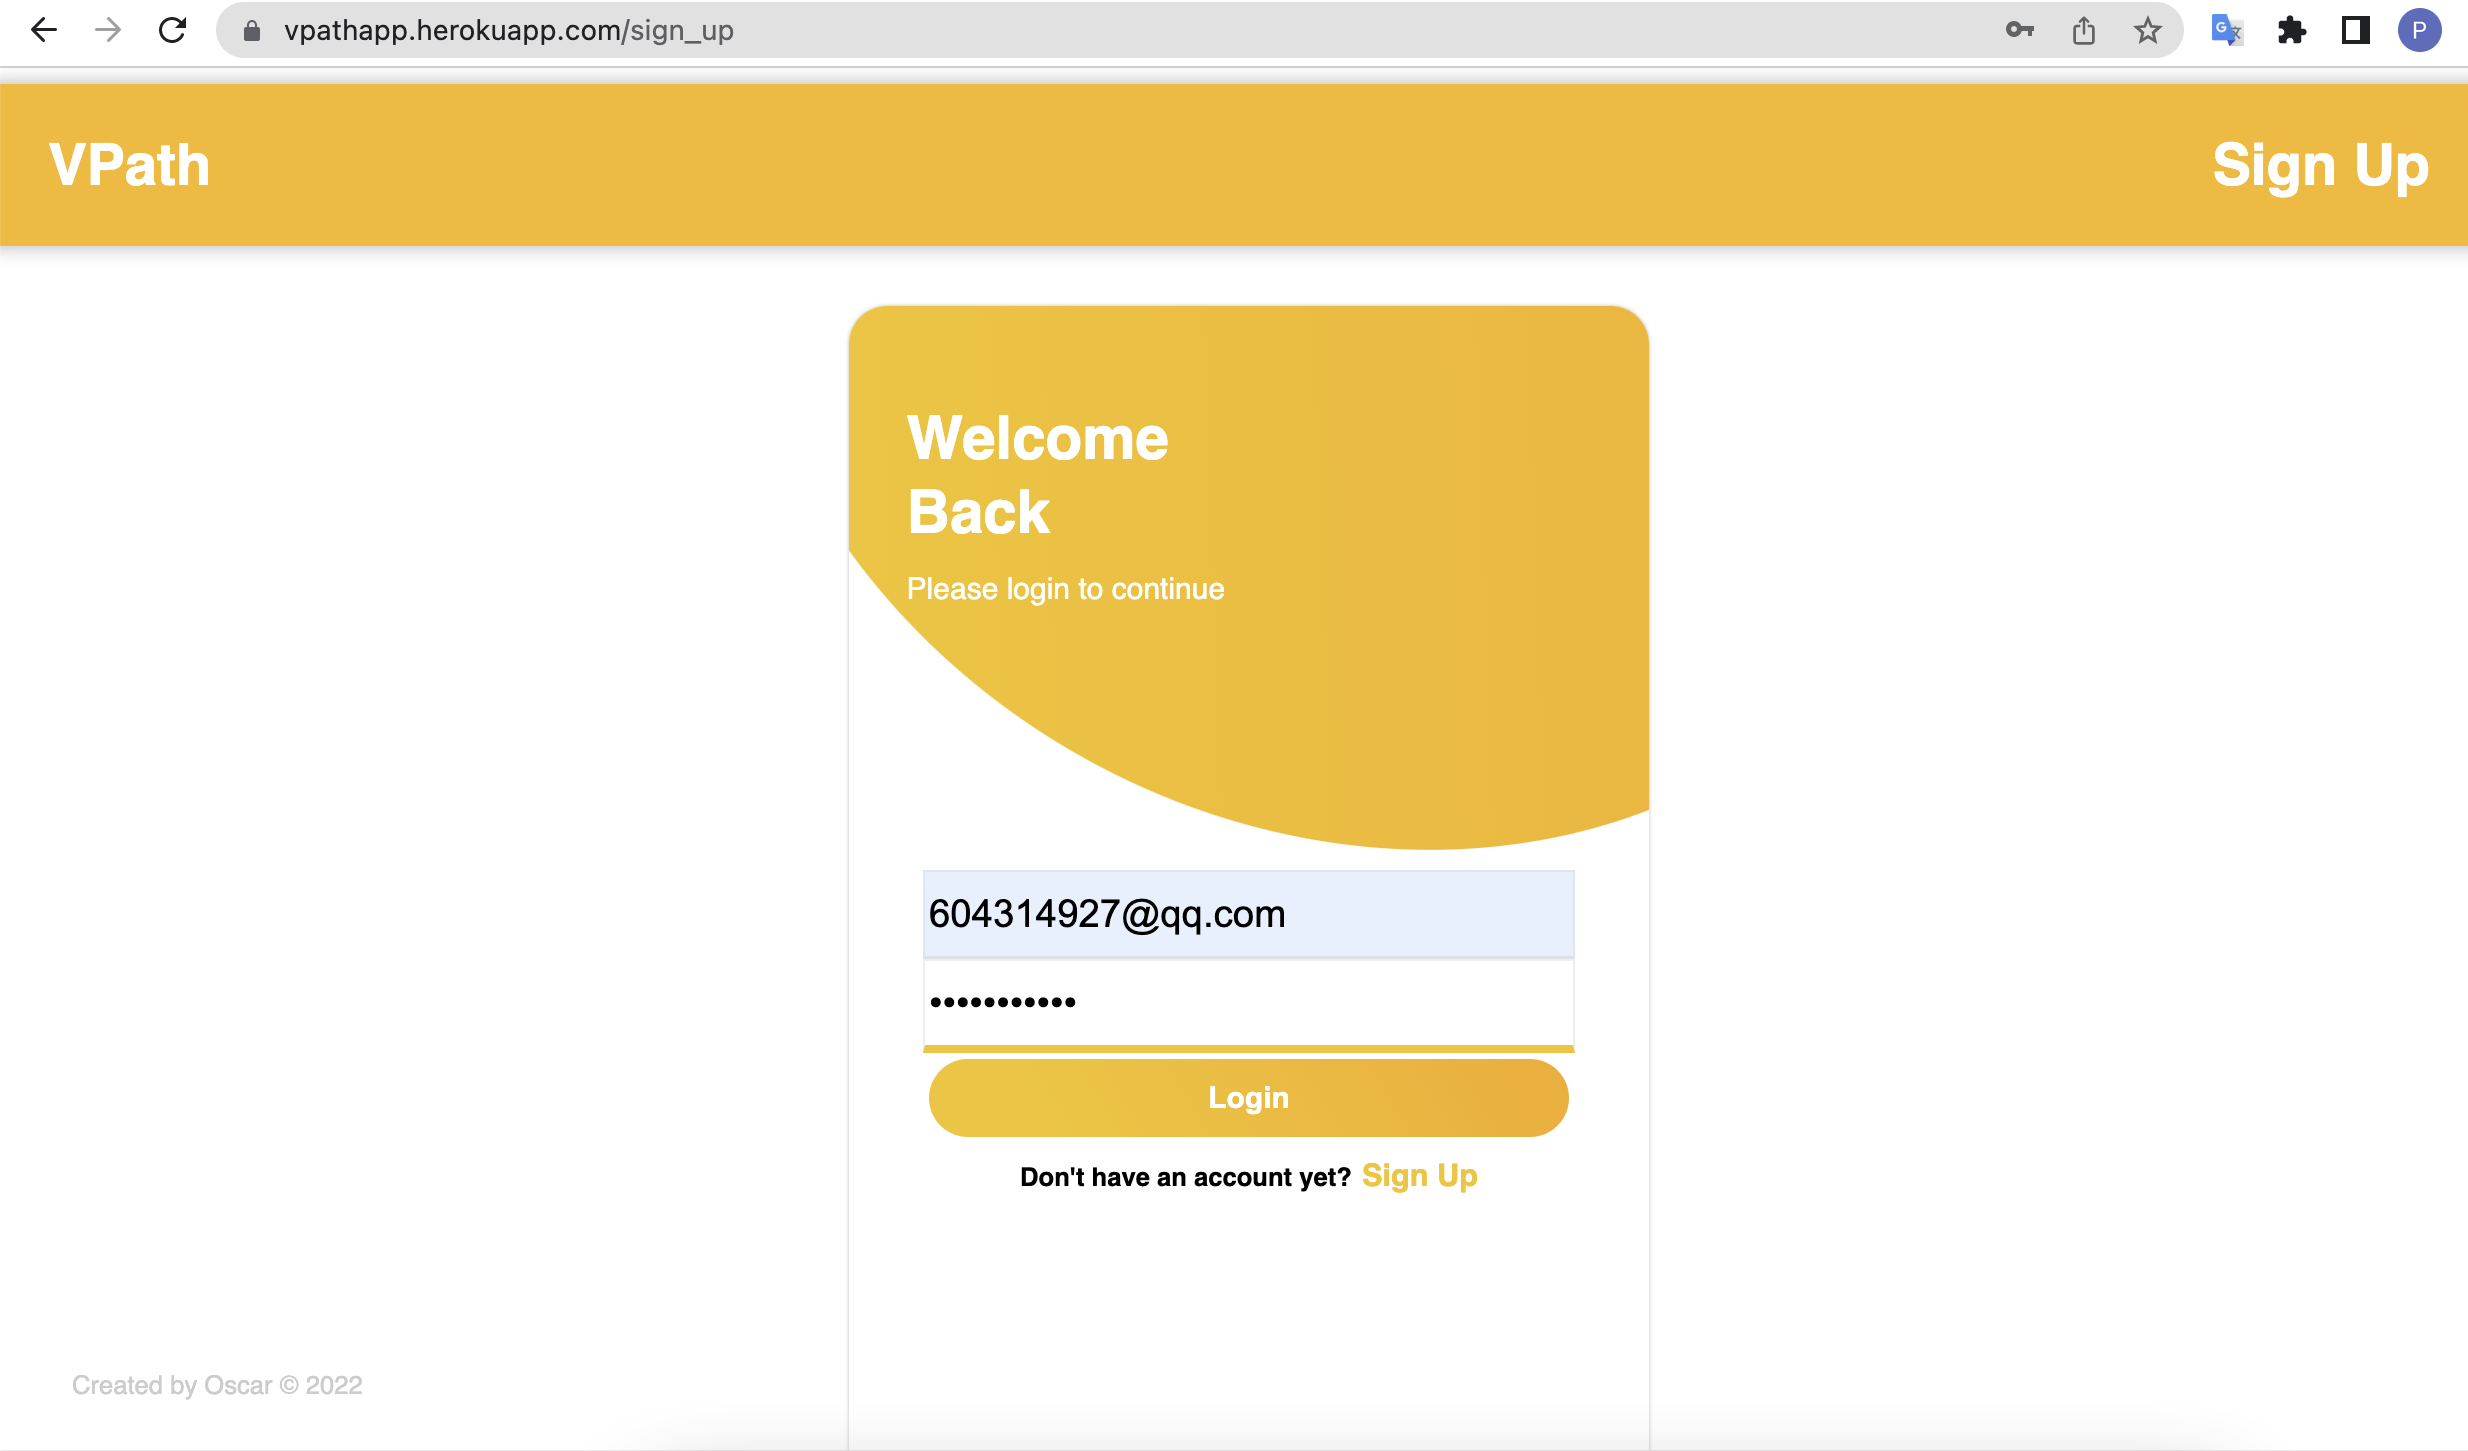 vpathapp.herokuapp.com/sign_up
G 文
P
VPath
Sign Up
Welcome
Back
Please login to continue
604314927@qq.com
•••••••••••
Login
Don't have an account yet? Sign Up
Created by Oscar © 2022